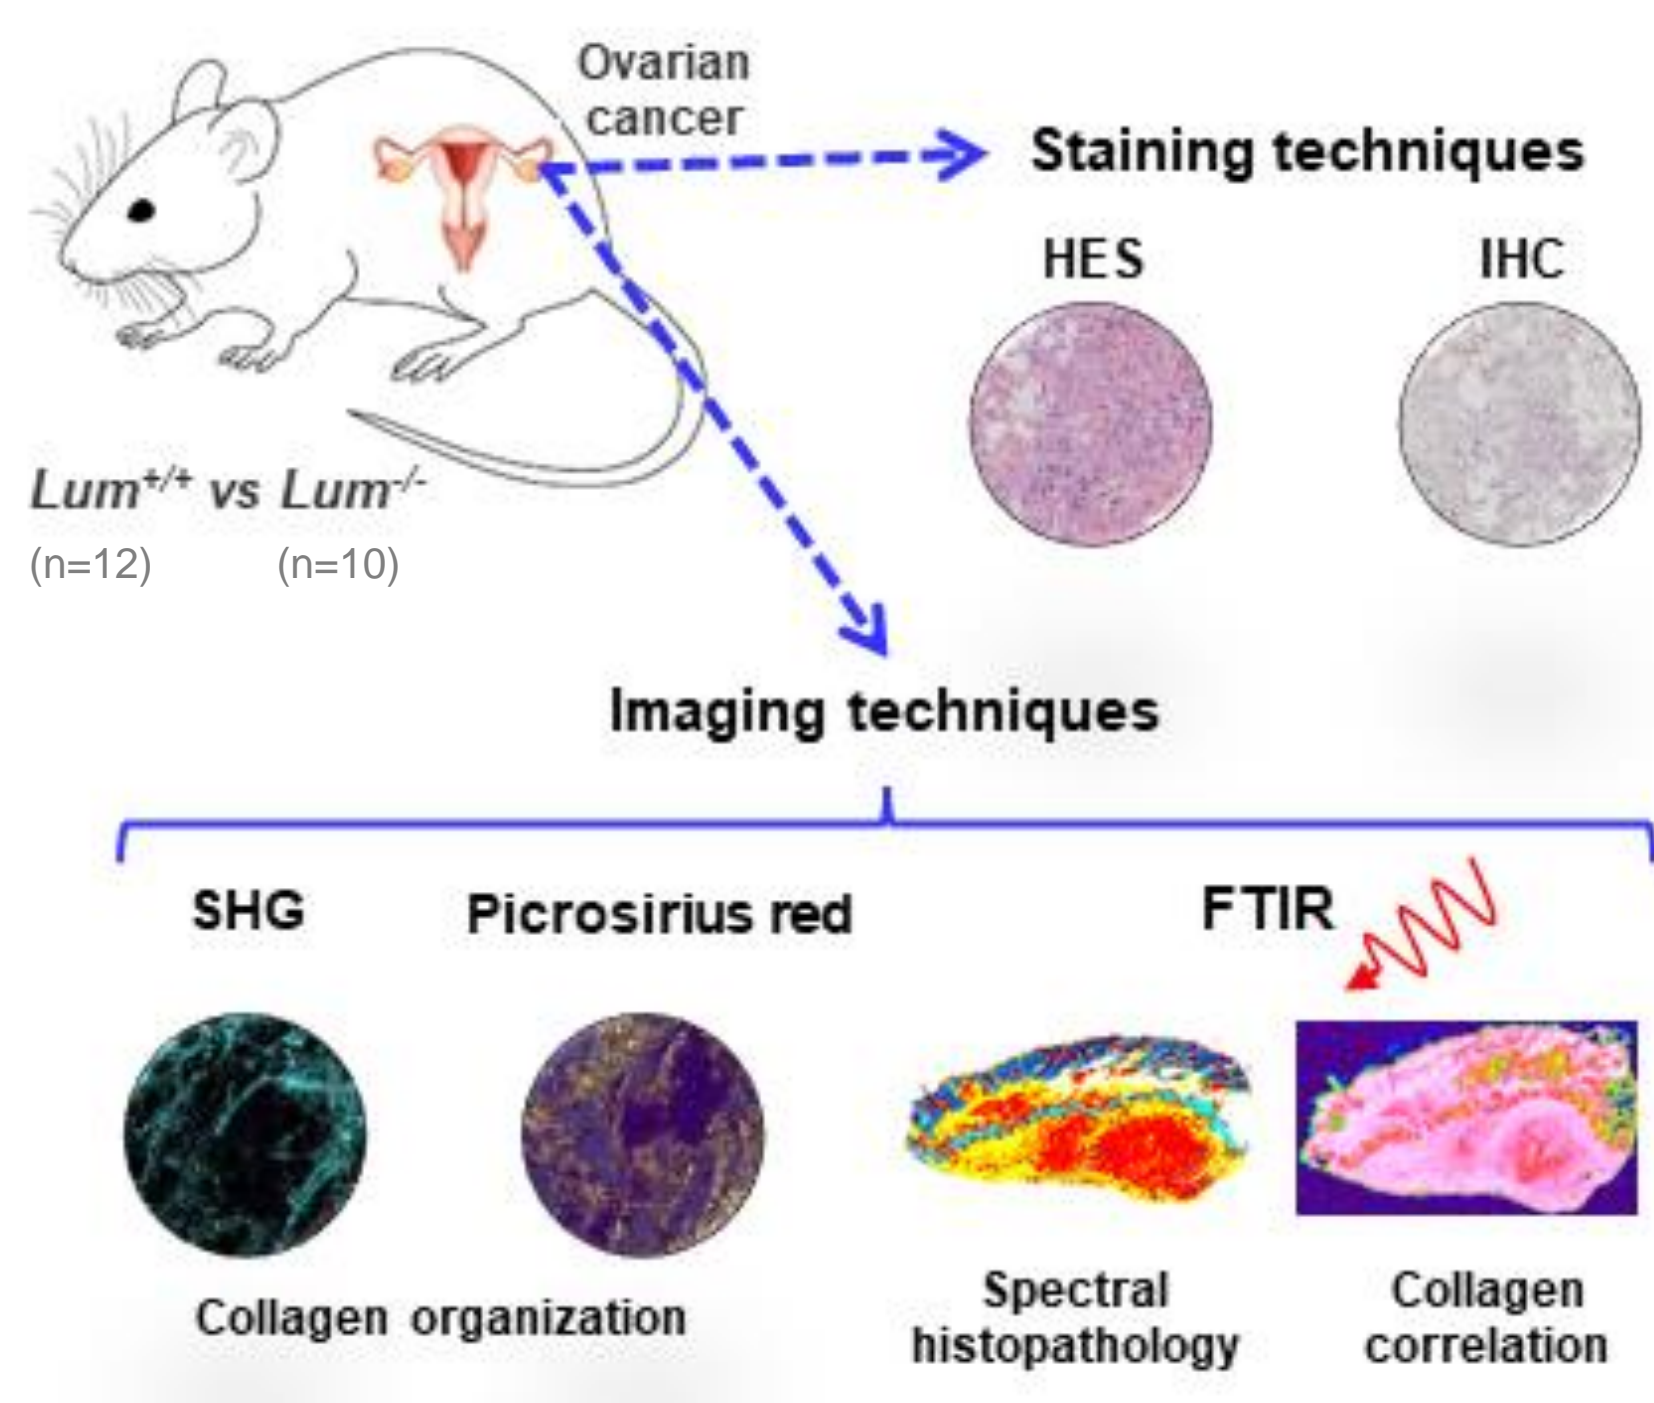 Ovarian
cancer
Staining techniques
HES
IHC
Lum+/+ vs Lum-/-
(n=12)
(n=10)
Imaging techniques
SHG
Picrosirius red
FTIR
Collagen organization
Spectral
histopathology
Collagen
correlation